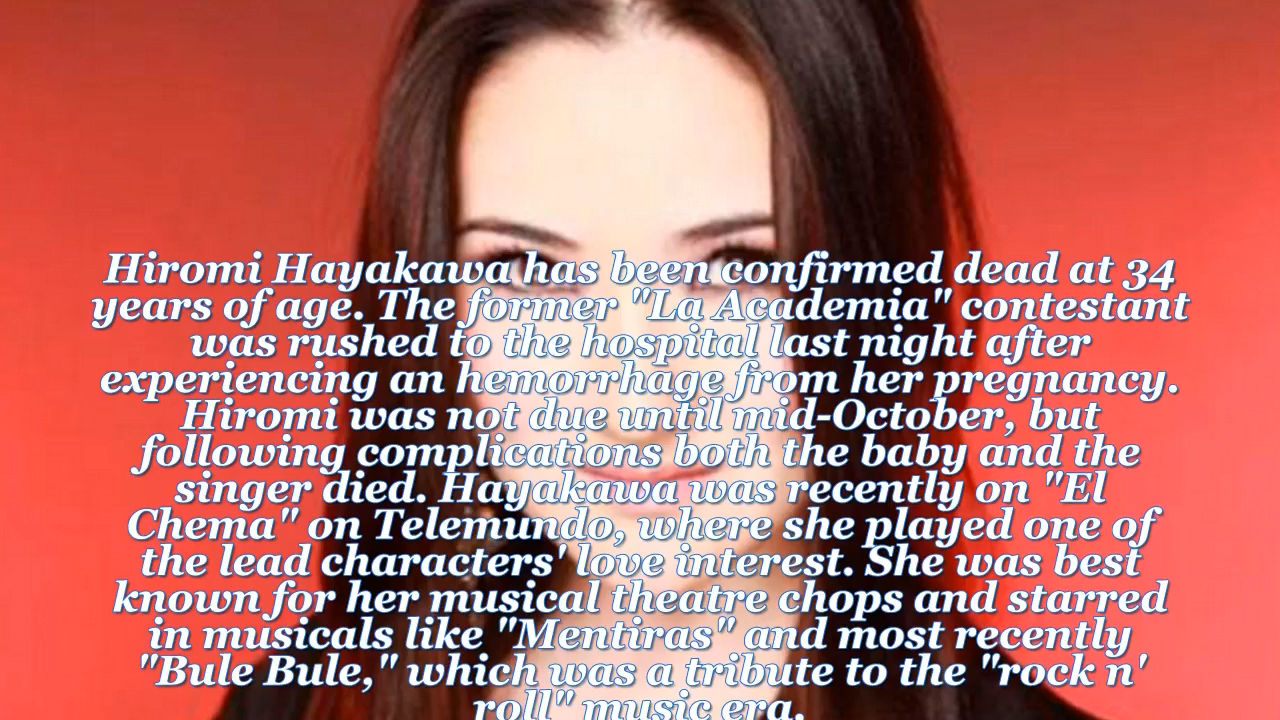 Hiromi Hayakawa has been confirmed dead at 34
years of age. The former "La Academia" contestant
was rushed to the hospital last night after
experiencing an hemorrhage from her pregnancy.
Hiromi was not due until mid-October, but
following complications both the baby and the
singer died. Hayakawa was recently on "El
Chema" on Telemundo, where she played one of
the lead characters' love interest. She was best
known for her musical theatre chops and starred
in musicals like "Mentiras" and most recently
"Bule Bule," which was a tribute to the "rock n'
roll" music era.